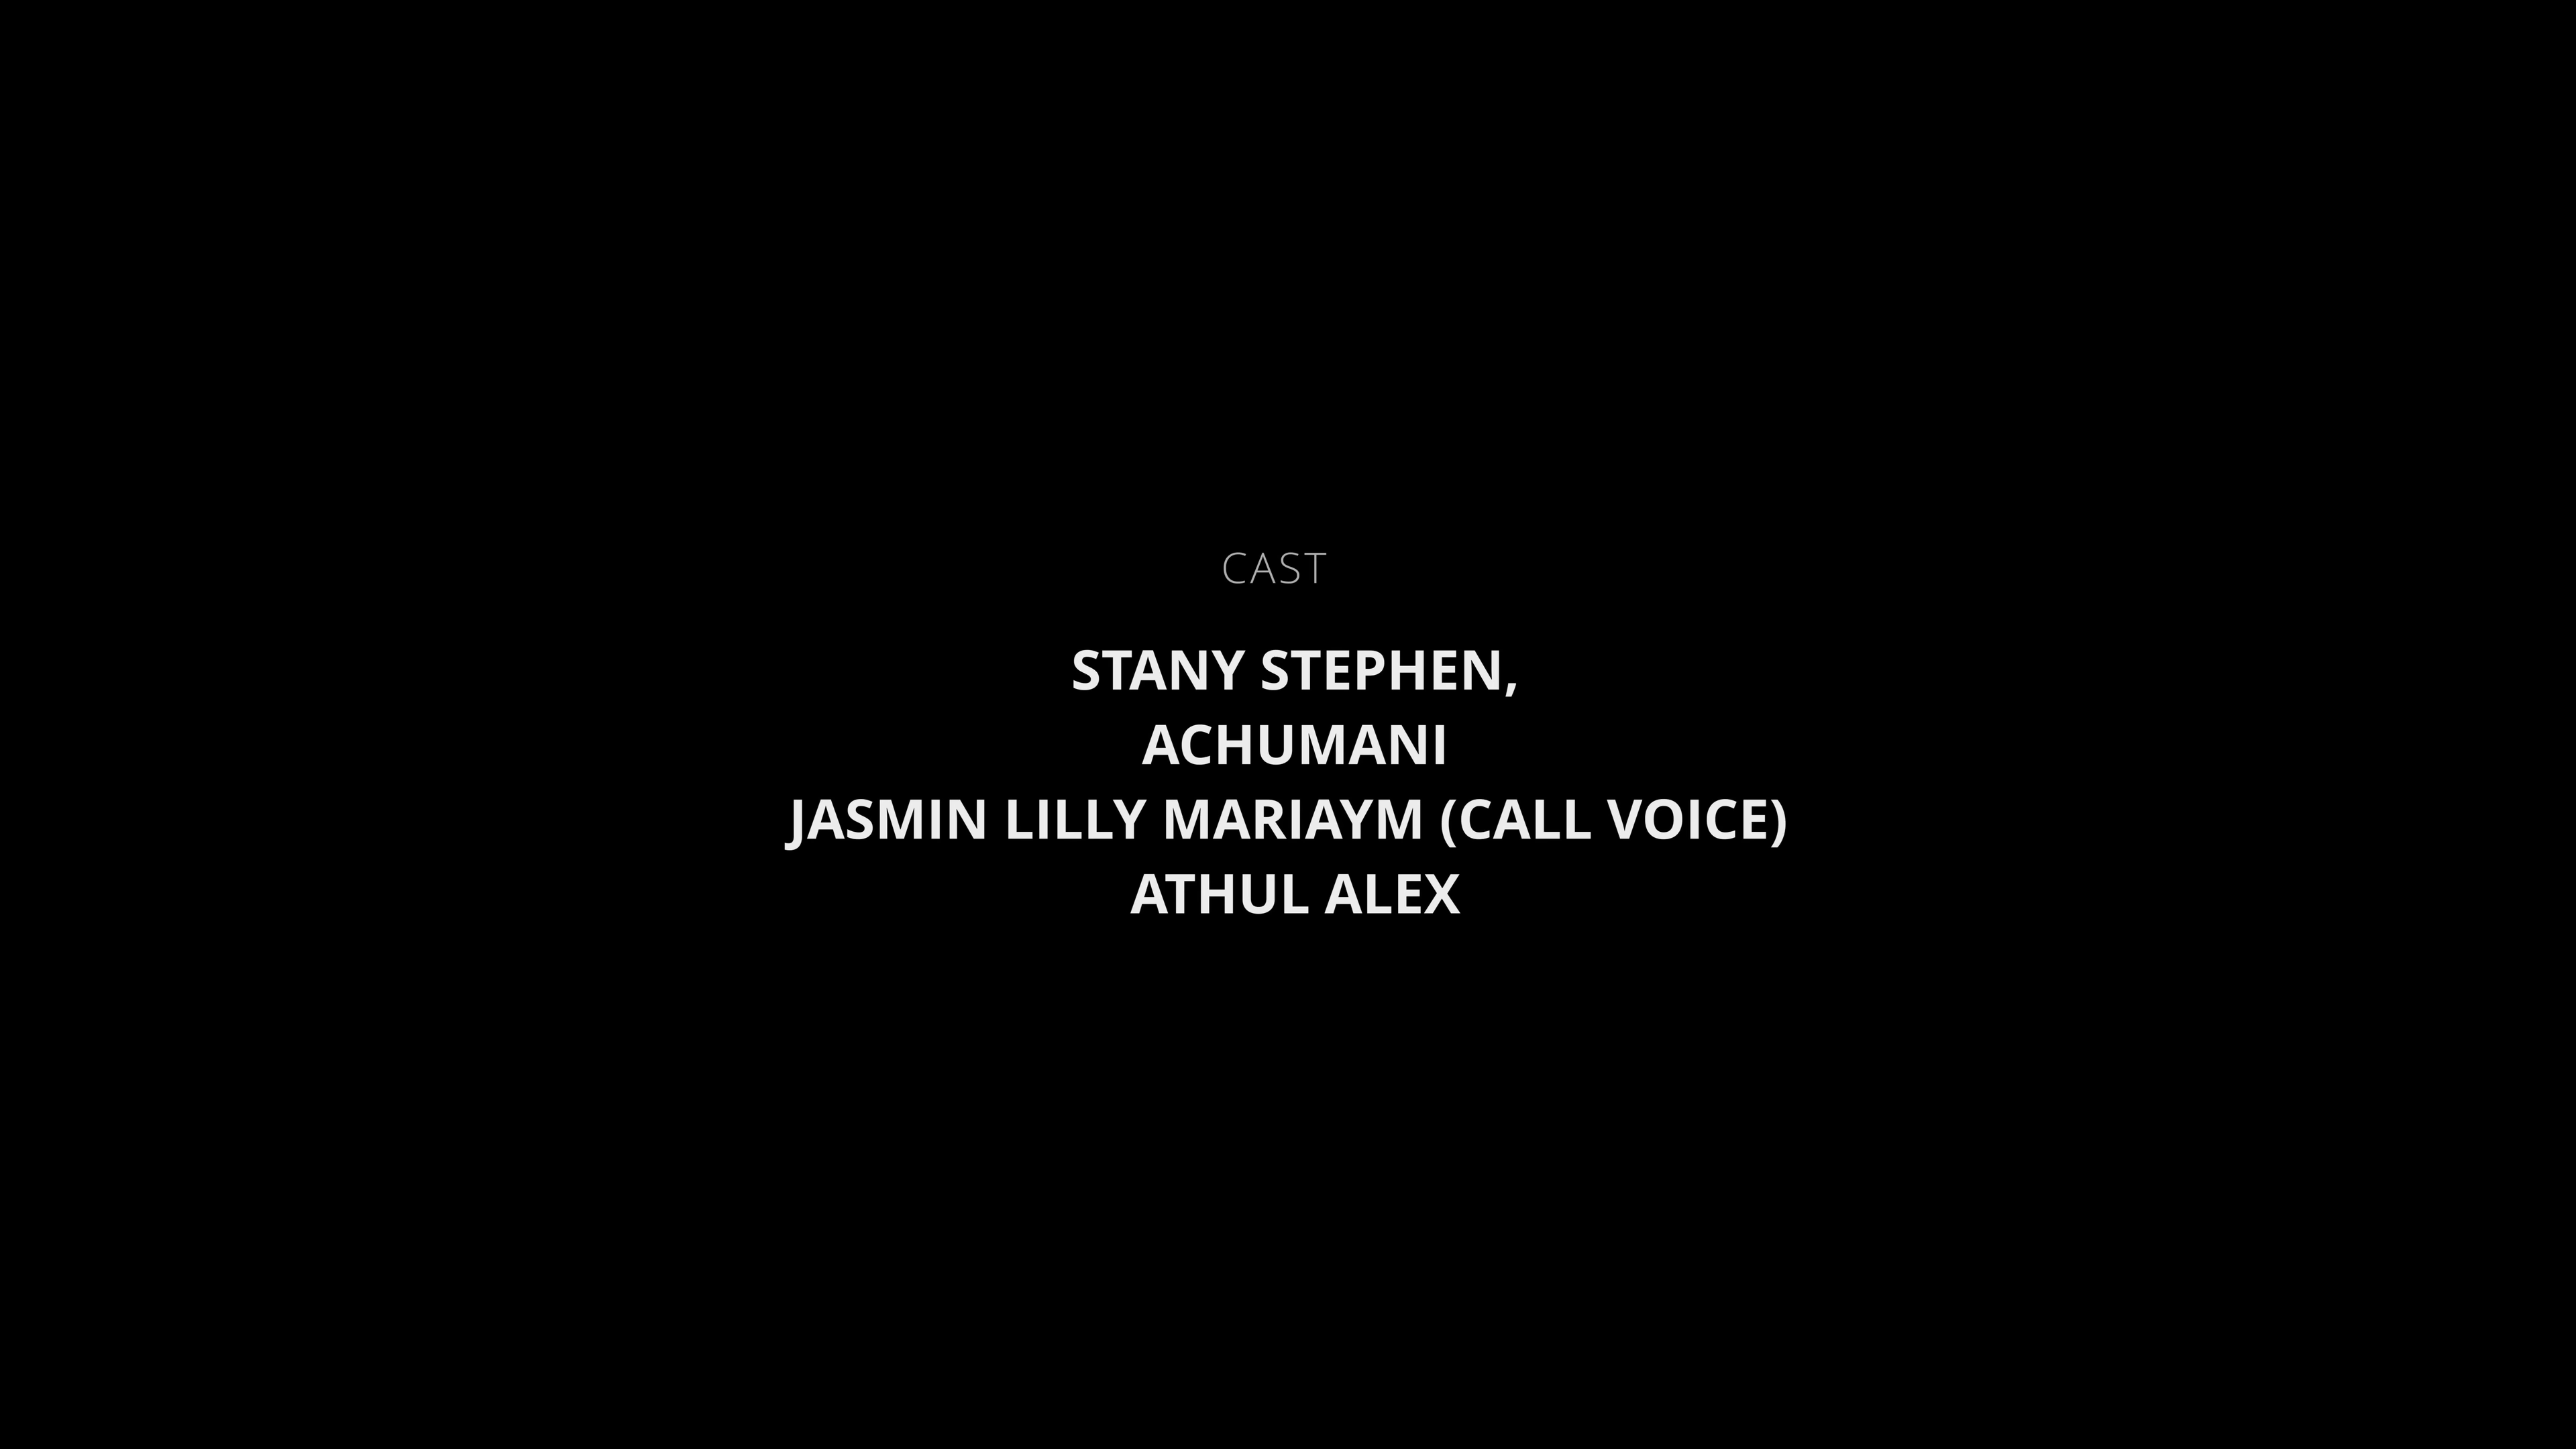 CAST
STANY STEPHEN,
ACHUMANI
JASMIN LILLY MARIAYM (CALL VOICE)
ATHUL ALEX